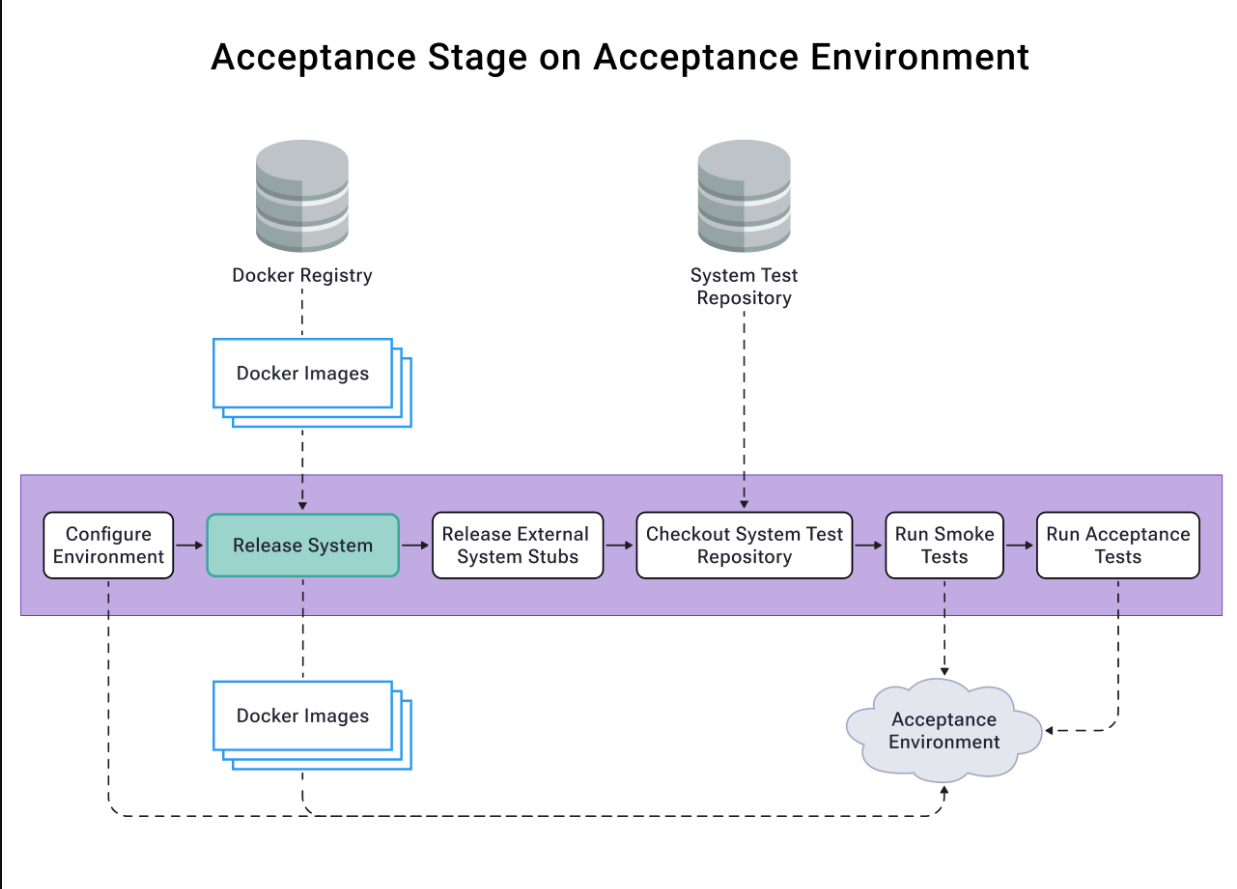 Acceptance Stage on Acceptance Environment
Docker Registry
System Test
Repository
Docker Images
Configure
Environment
Release System
Release External
System Stubs
Checkout System Test
Repository
Run Smoke
Tests
Run Acceptance
Tests
Docker Images
Acceptance
Environment